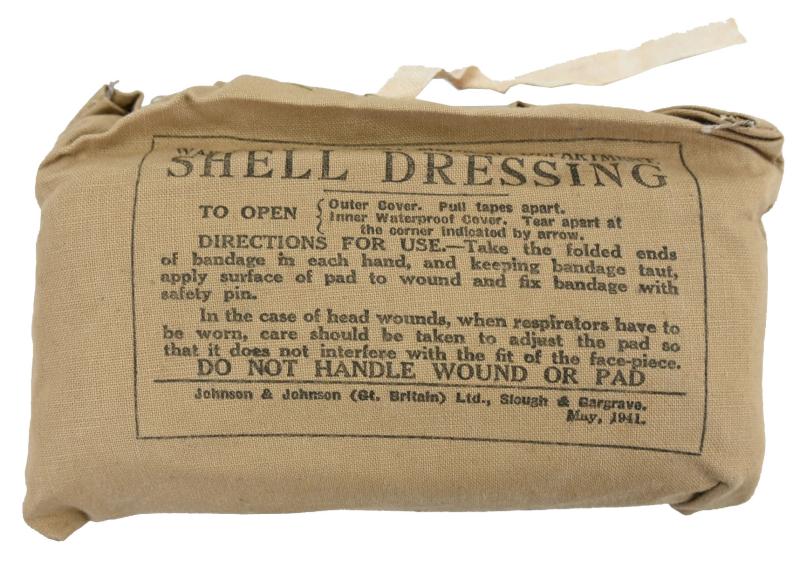 DEPARTMENT.
SHELL DRESSING
TO OPEN { Outer Cover. Pull tapes apart.
Inner Waterproof Cover. Tear apart at
the corner indicated by arrow.
DIRECTIONS FOR USE.—Take the folded ends
of bandage in each hand, and keeping bandage taut,
apply surface of pad to wound and fix bandage with
safety pin.
In the case of head wounds, when respirators have to
be worn, care should be taken to adjust the pad so
that it does not interfere with the fit of the face-piece.
DO NOT HANDLE WOUND OR PAD
Johnson & Johnson (Gt. Britain) Ltd., Slough & Gargrave.
May, 1941.